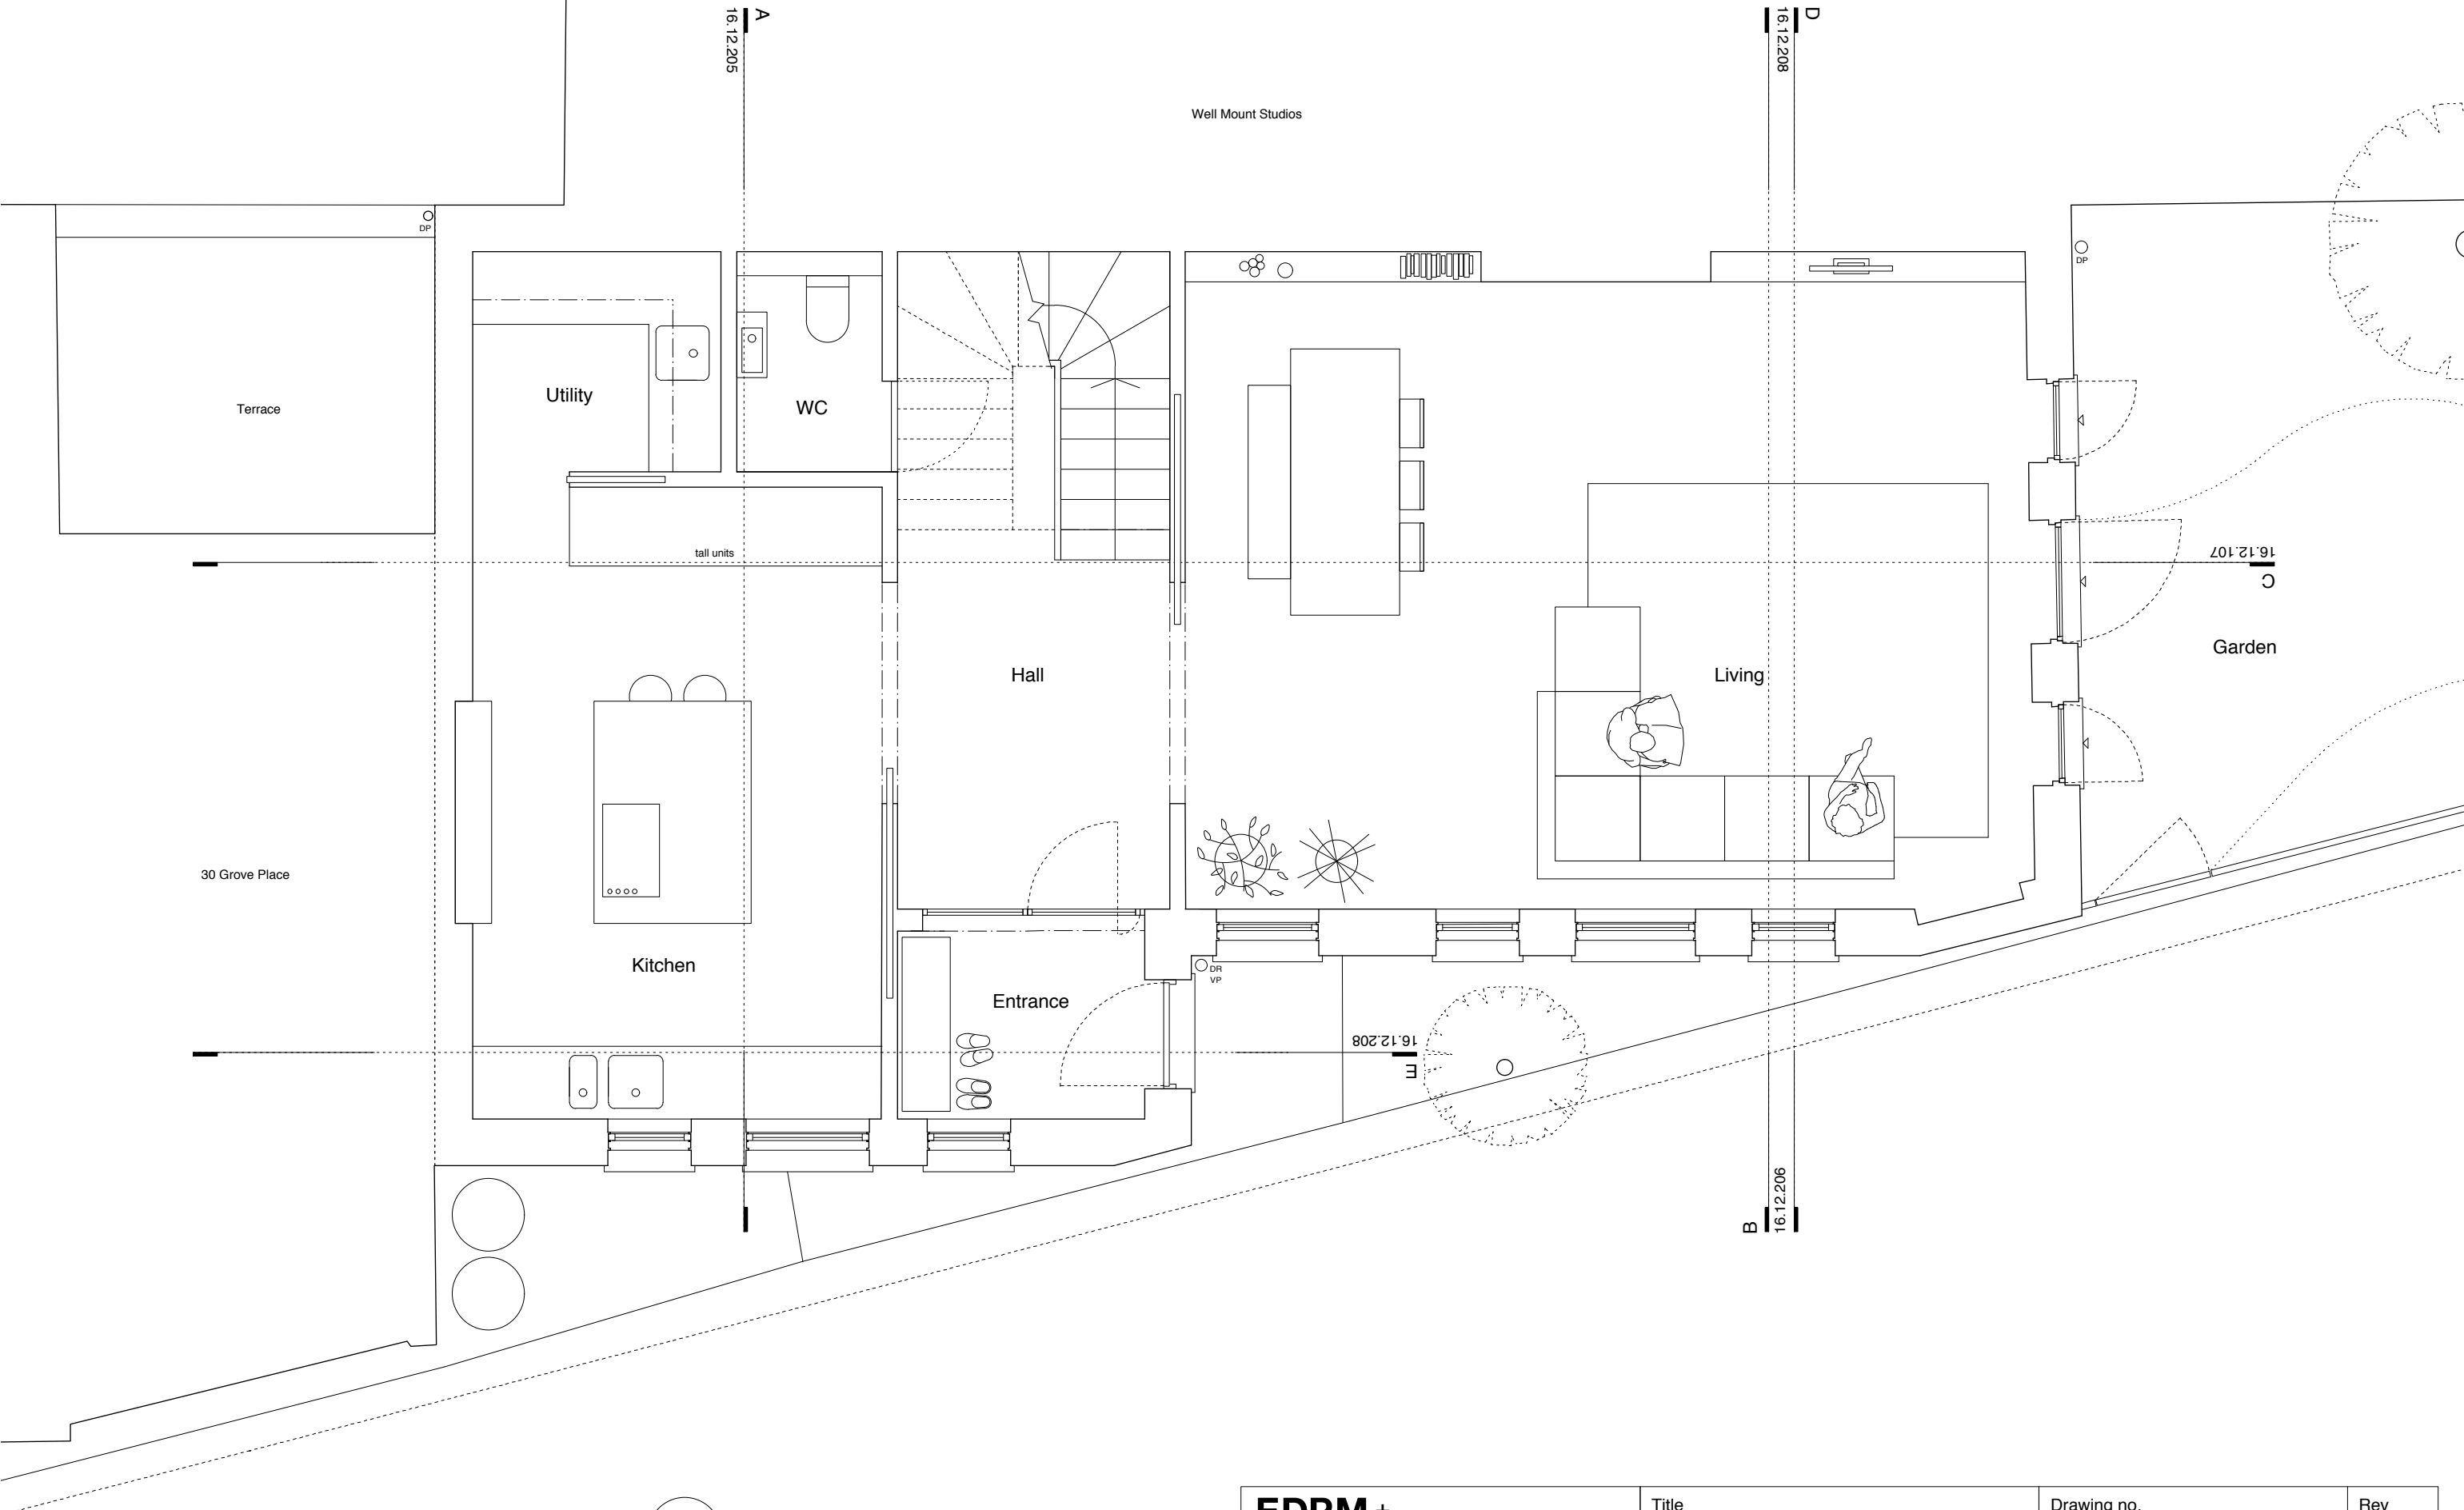 A
16.12.205
16.12.208
D
Well Mount Studios
DP
DP
Utility
WC
Terrace
tall units
16.12.107
C
Hall
Living
Garden
30 Grove Place
Kitchen
Entrance
DR
VP
16.12.208
E
B
16.12.206
EDRM +
Title
Drawing no.
Rev